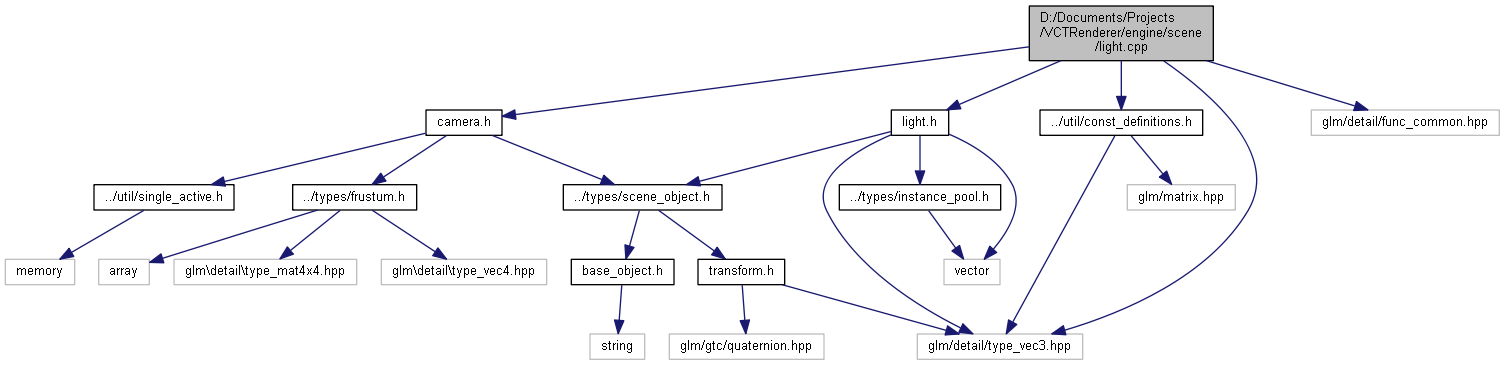 D:/Documents/Projects
/VCTRenderer/engine/scene
/light.cpp
camera.h
light.h
../util/const_definitions.h
glm/detail/func_common.hpp
../util/single_active.h
../types/frustum.h
../types/scene_object.h
../types/instance_pool.h
glm/matrix.hpp
memory
array
glm\detail\type_mat4x4.hpp
glm\detail\type_vec4.hpp
base_object.h
transform.h
vector
string
glm/gtc/quaternion.hpp
glm/detail/type_vec3.hpp